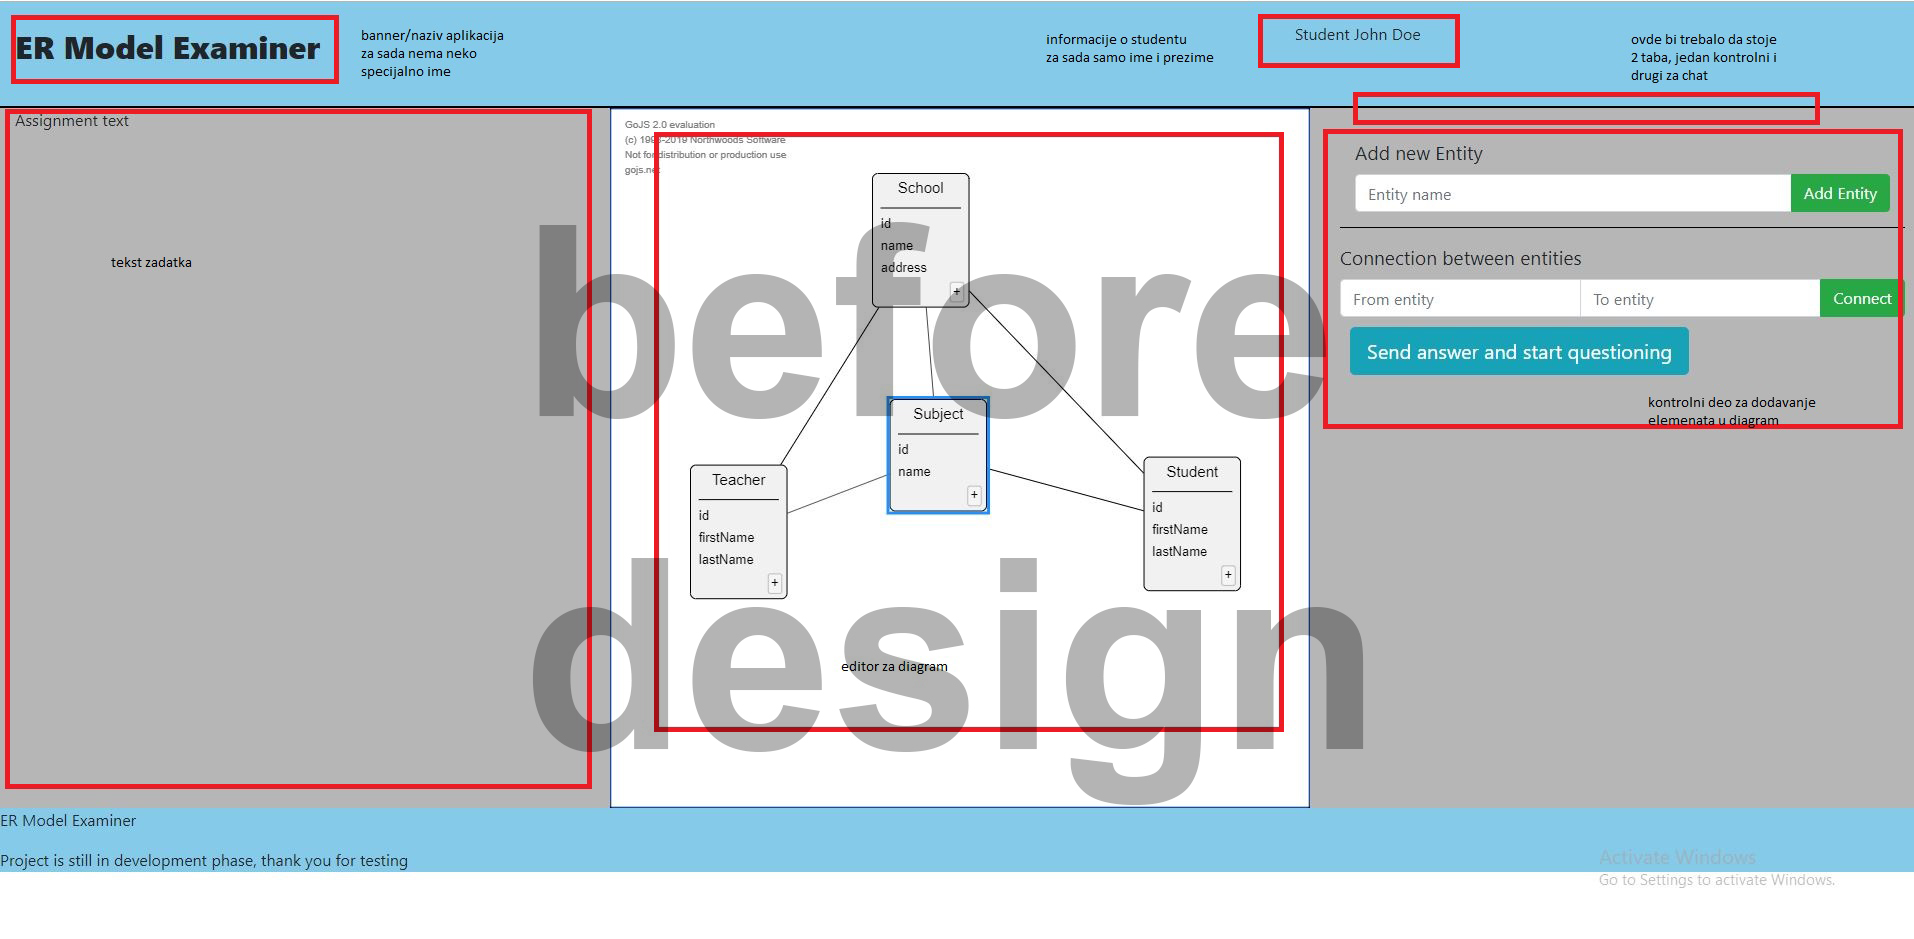 ER Model Examiner
banner/naziv aplikacija
za sada nema neko
specijalno ime
informacije o studentu
za sada samo ime i prezime
Student John Doe
ovde bi trebalo da stoje
2 taba, jedan kontrolni i
drugi za chat
Assignment text
tekst zadatka
GoJS 2.0 evaluation
(c) 1998-2019 Northwoods Software
Not for distribution or production use
gojs.net
School
id
name
address
+
Subject
id
name
+
Teacher
id
firstName
lastName
+
Student
id
firstName
lastName
+
editor za diagram
before
design
Add new Entity
Entity name
Add Entity
Connection between entities
From entity
To entity
Connect
Send answer and start questioning
kontrolni deo za dodavanje
elemenata u diagram
ER Model Examiner
Project is still in development phase, thank you for testing
Activate Windows
Go to Settings to activate Windows.